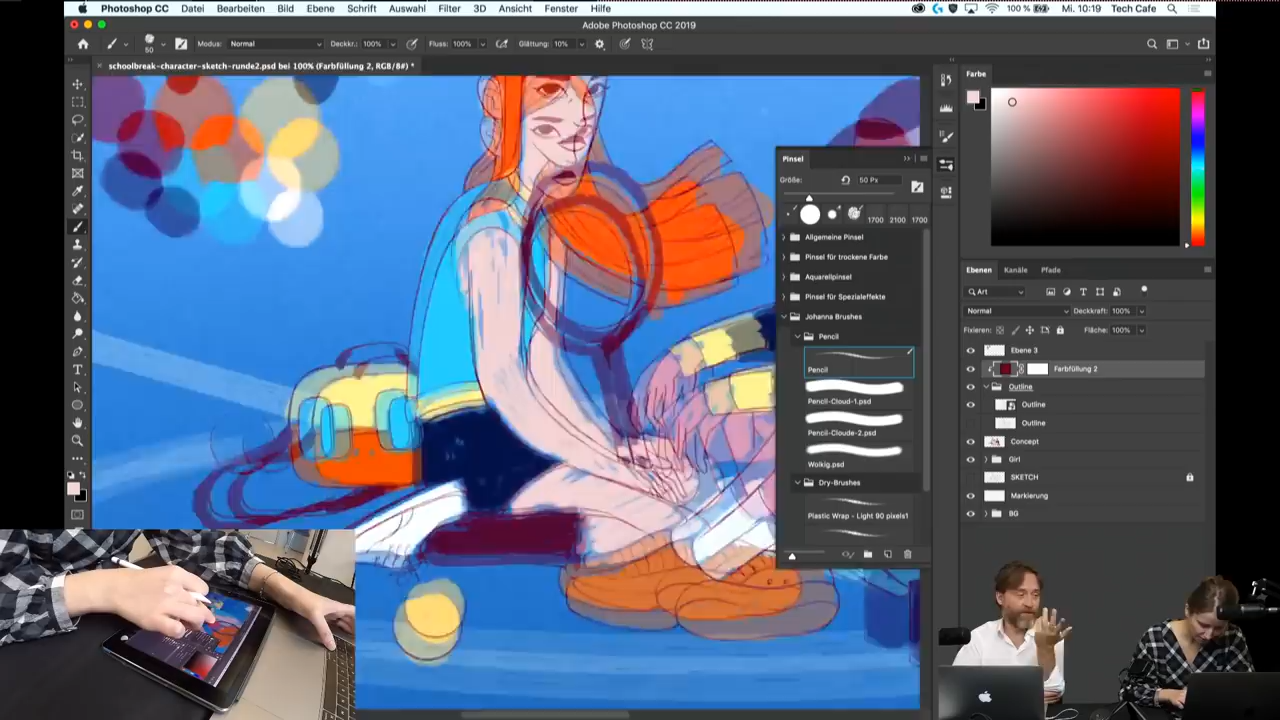 Photoshop CC Datei Bearbeiten Bild Ebene Schrift Auswahl Filter 3D Ansicht Fenster Hilfe 100 % Mi. 10:19 Tech Cafe
Adobe Photoshop CC 2019
50 Modus: Normal Deckkr.: 100% Fluss: 100% Glättung: 10%
schoolbreak-character-sketch-runde2.psd bei 100% (Farbfüllung 2, RGB/8#) *
Farbe
Pinsel
Größe: 50 Px
1700 2100 1700
Allgemeine Pinsel
Pinsel für trockene Farbe
Aquarellpinsel
Pinsel für Spezialeffekte
Johanna Brushes
Pencil
Pencil
Pencil-Cloud-1.psd
Pencil-Cloude-2.psd
Wolkig.psd
Dry-Brushes
Plastic Wrap - Light 90 pixels1
Ebenen Kanäle Pfade
Art
Normal Deckkraft: 100%
Fixieren: Fläche: 100%
Ebene 3
Farbfüllung 2
Outline
Outline
Outline
Concept
Girl
SKETCH
Markierung
BG